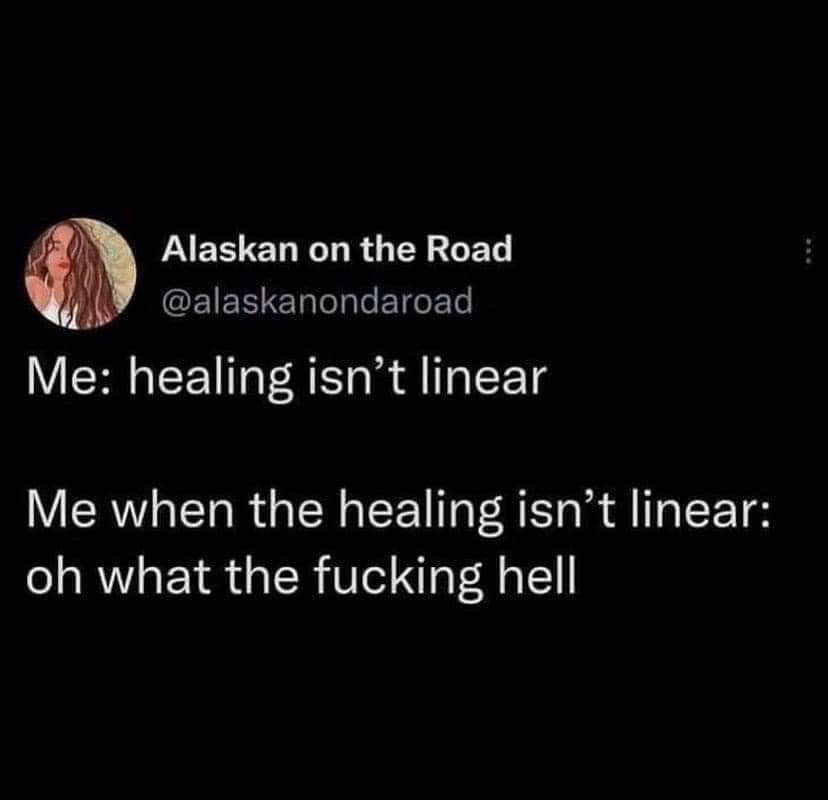 Alaskan on the Road
@alaskanondaroad
Me: healing isn’t linear
Me when the healing isn’t linear:
oh what the fucking hell